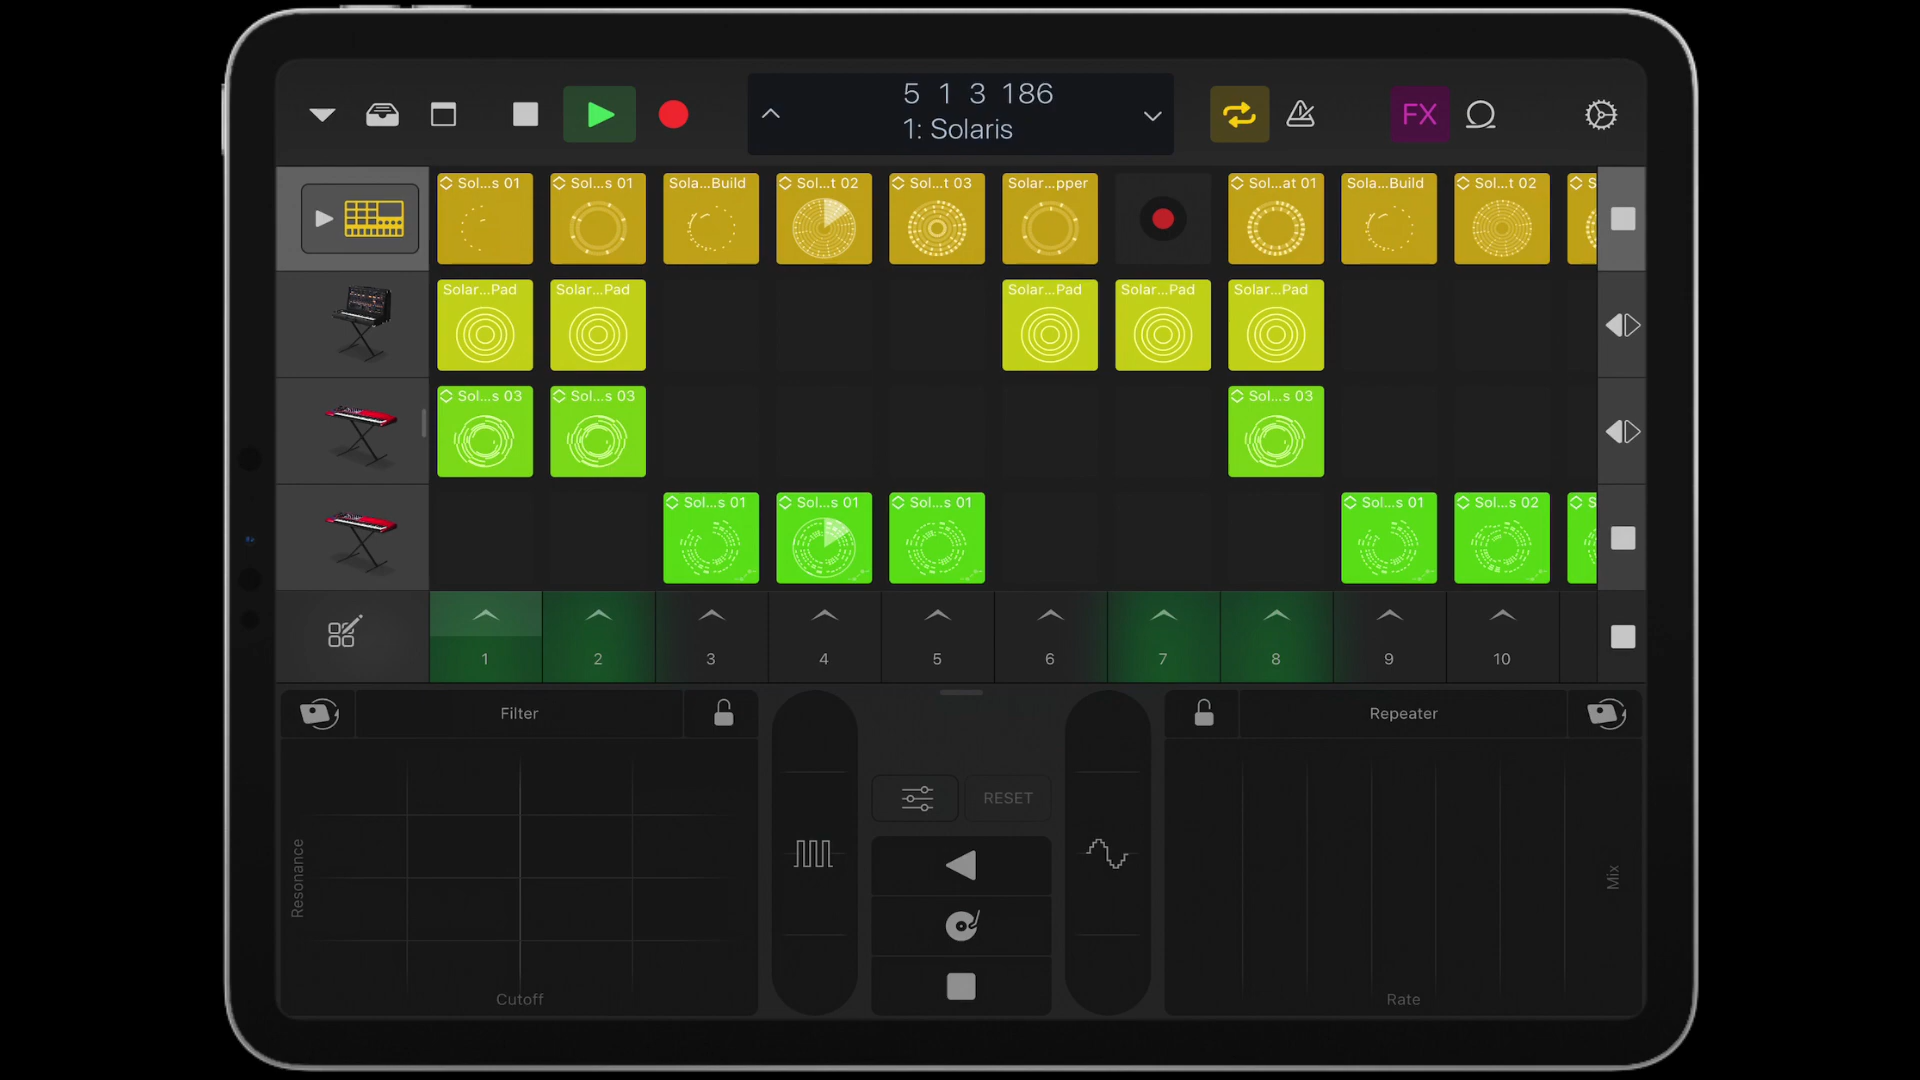 5 1 3 186
1: Solaris
FX
Sol...s 01
Sol...s 01
Sola...Build
Sol...t 02
Sol...t 03
Solar...pper
Sol...at 01
Sola...Build
Sol...t 02
S
Solar...Pad
Solar...Pad
Solar...Pad
Solar...Pad
Solar...Pad
Sol...s 03
Sol...s 03
Sol...s 03
Sol...s 01
Sol...s 01
Sol...s 01
Sol...s 01
Sol...s 02
S
1
2
3
4
5
6
7
8
9
10
Filter
Repeater
RESET
Resonance
Mix
Cutoff
Rate